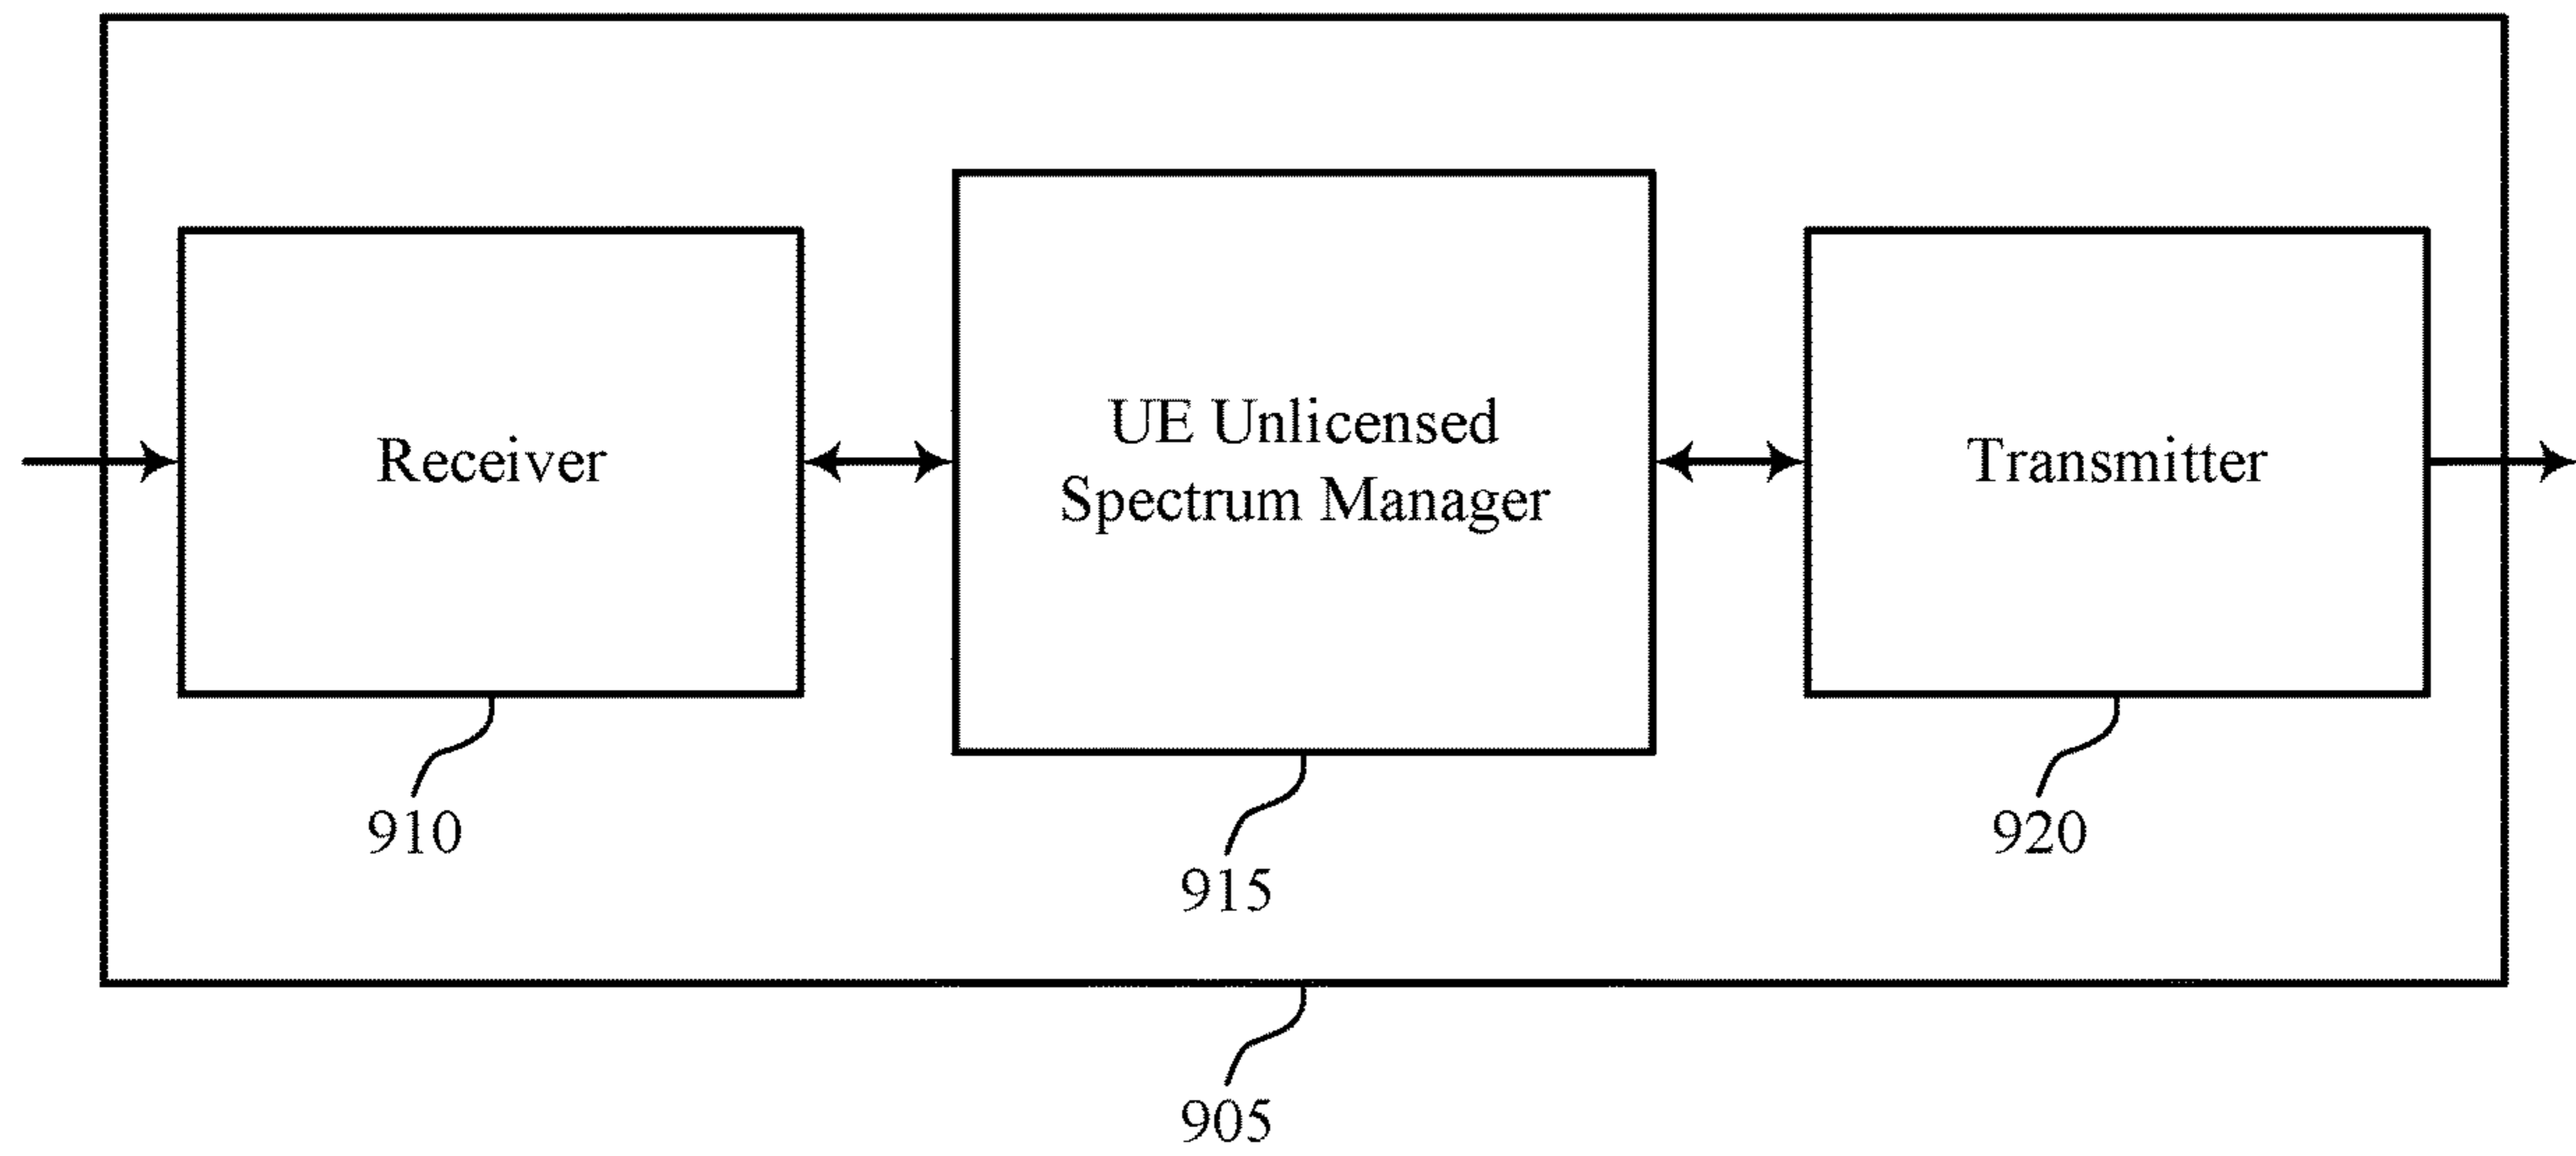 Receiver
UE Unlicensed
Spectrum Manager
Transmitter
910
915
920
905